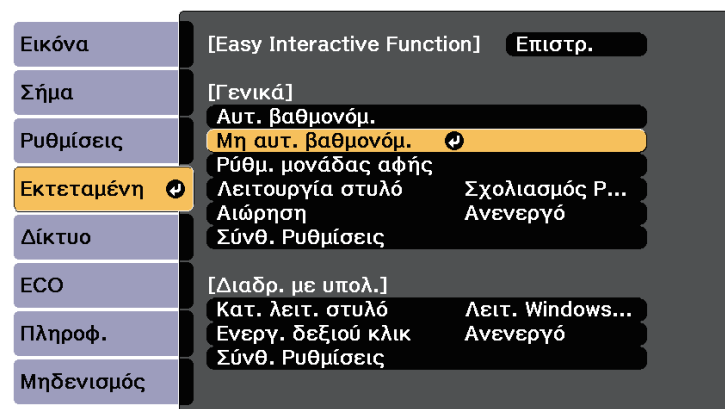 Εικόνα
Σήμα
Ρυθμίσεις
Εκτεταμένη
Δίκτυο
ECO
Πληροφ.
Μηδενισμός
[Easy Interactive Function] Επιστρ.
[Γενικά]
Αυτ. βαθμονόμ.
Μη αυτ. βαθμονόμ.
Ρύθμ. μονάδας αφής
Λειτουργία στυλό Σχολιασμός P...
Αιώρηση Ανενεργό
Σύνθ. Ρυθμίσεις
[Διαδρ. με υπολ.]
Κατ. λειτ. στυλό Λειτ. Windows...
Ενεργ. δεξιού κλικ Ανενεργό
Σύνθ. Ρυθμίσεις